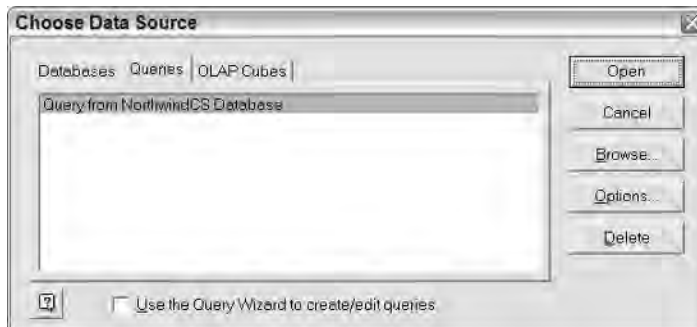 Choose Data Source
Databases Queries OLAP Cubes
Open
Query from NorthwindCS Database
Cancel
Browse...
Options...
Delete
Use the Query Wizard to create/edit queries